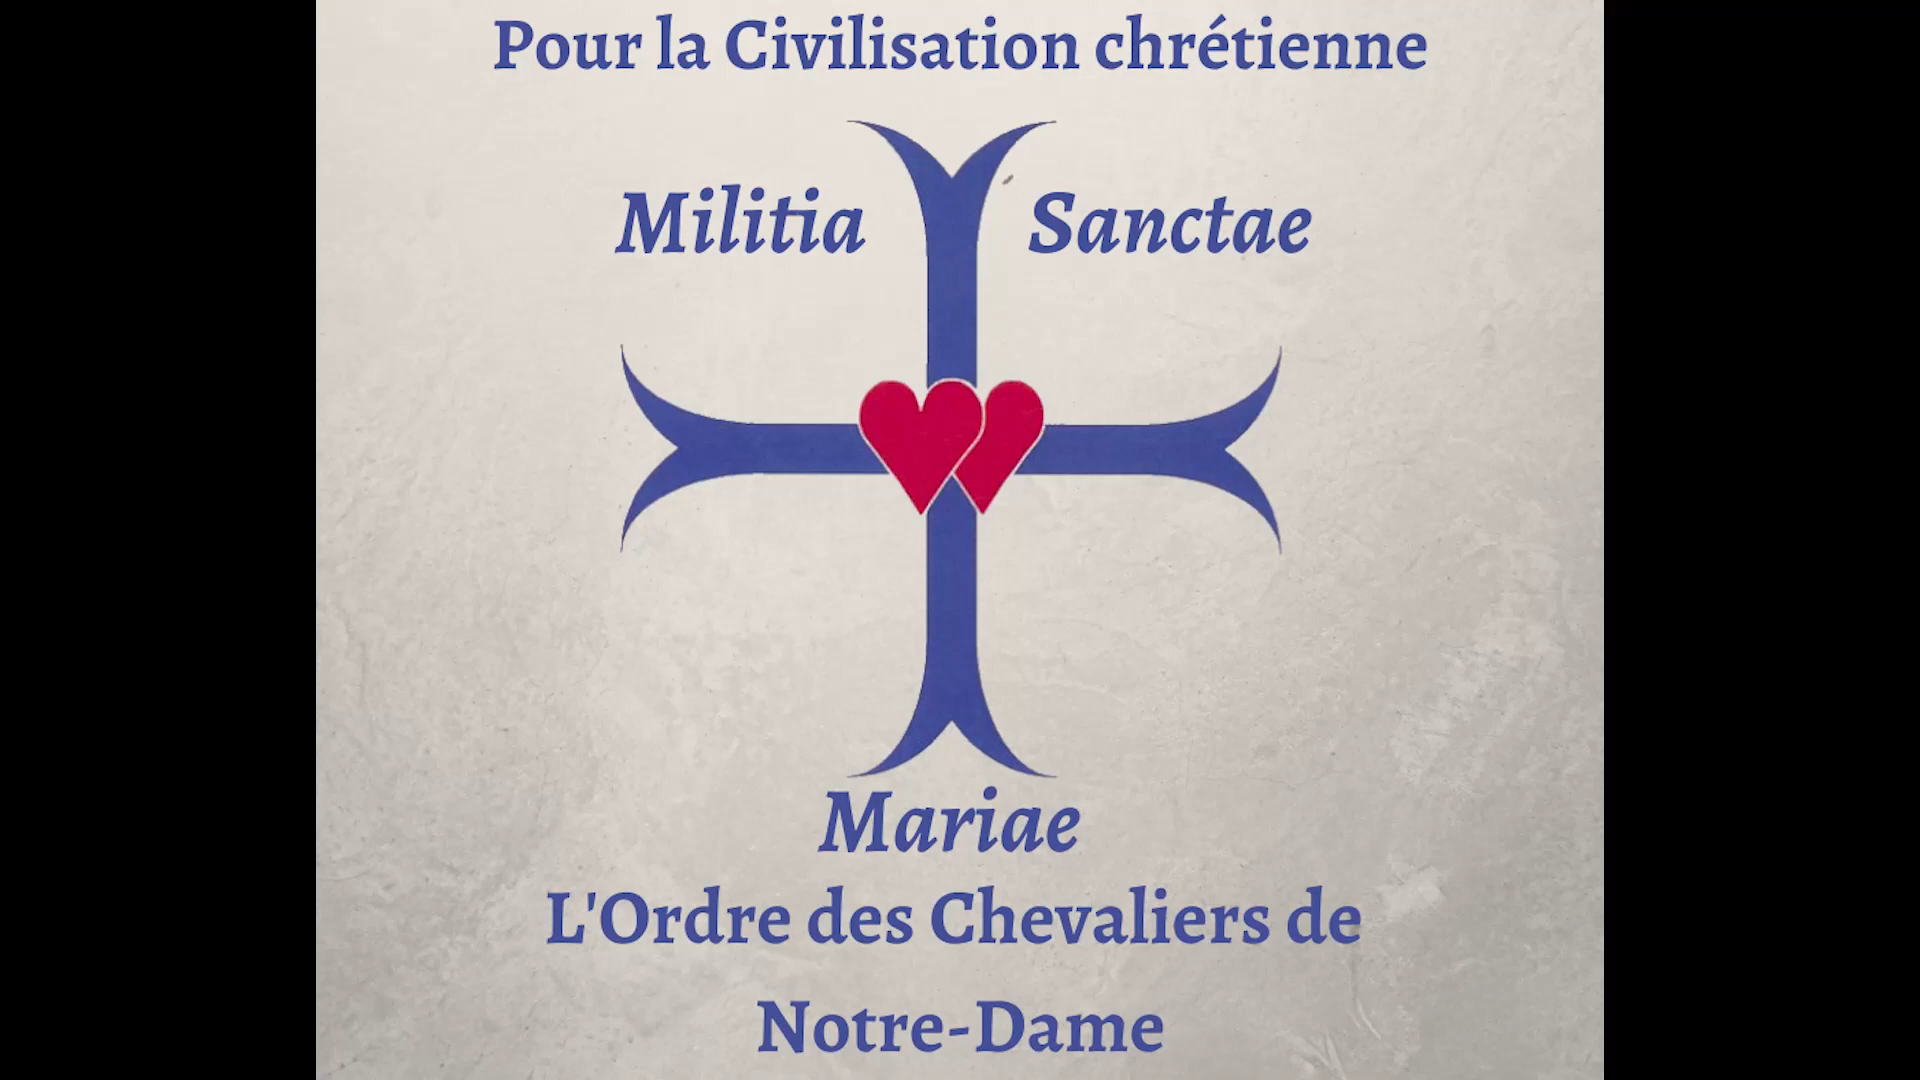 Pour la Civilisation chrétienne
Militia Sanctae
Mariae
L'Ordre des Chevaliers de
Notre-Dame